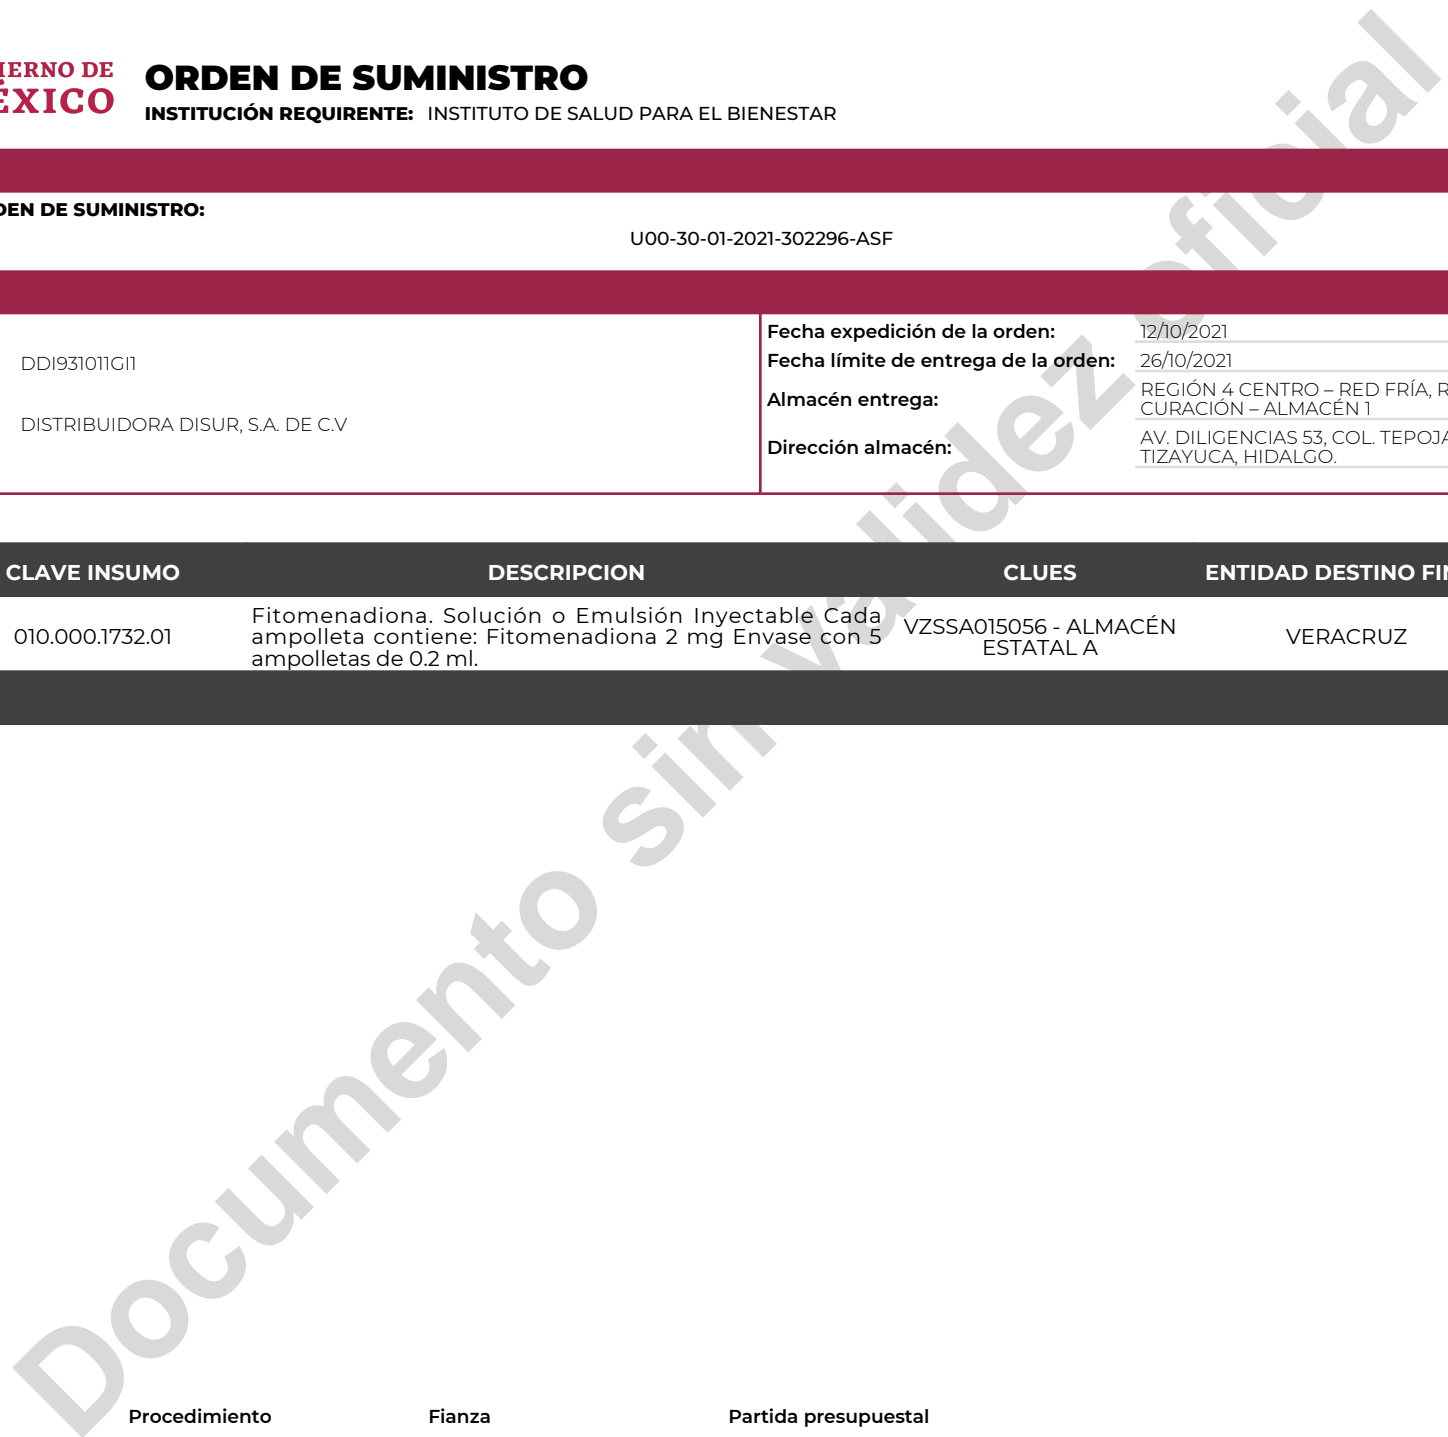 IERNO DE
ÉXICO
ORDEN DE SUMINISTRO
INSTITUCIÓN REQUIRENTE: INSTITUTO DE SALUD PARA EL BIENESTAR
DEN DE SUMINISTRO:
U00-30-01-2021-302296-ASF
DDI931011GI1
DISTRIBUIDORA DISUR, S.A. DE C.V
Fecha expedición de la orden: 12/10/2021
Fecha límite de entrega de la orden: 26/10/2021
Almacén entrega: REGIÓN 4 CENTRO – RED FRÍA, R
CURACIÓN – ALMACÉN 1
Dirección almacén: AV. DILIGENCIAS 53, COL. TEPOJA
TIZAYUCA, HIDALGO.
CLAVE INSUMO DESCRIPCION CLUES ENTIDAD DESTINO FIN
010.000.1732.01
Fitomenadiona. Solución o Emulsión Inyectable Cada
ampolleta contiene: Fitomenadiona 2 mg Envase con 5
ampolletas de 0.2 ml.
VZSSA015056 - ALMACÉN
ESTATAL A
VERACRUZ
Documento sin validez oficial
Procedimiento Fianza Partida presupuestal